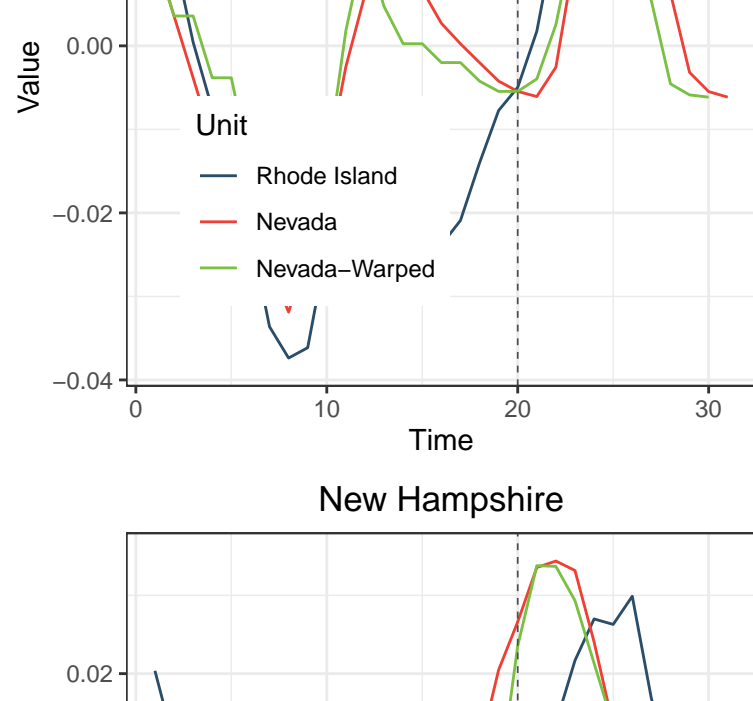 0.00
Value
Unit
Rhode Island
−0.02
Nevada
Nevada−Warped
−0.04
0 10 20 30
Time
New Hampshire
0.02